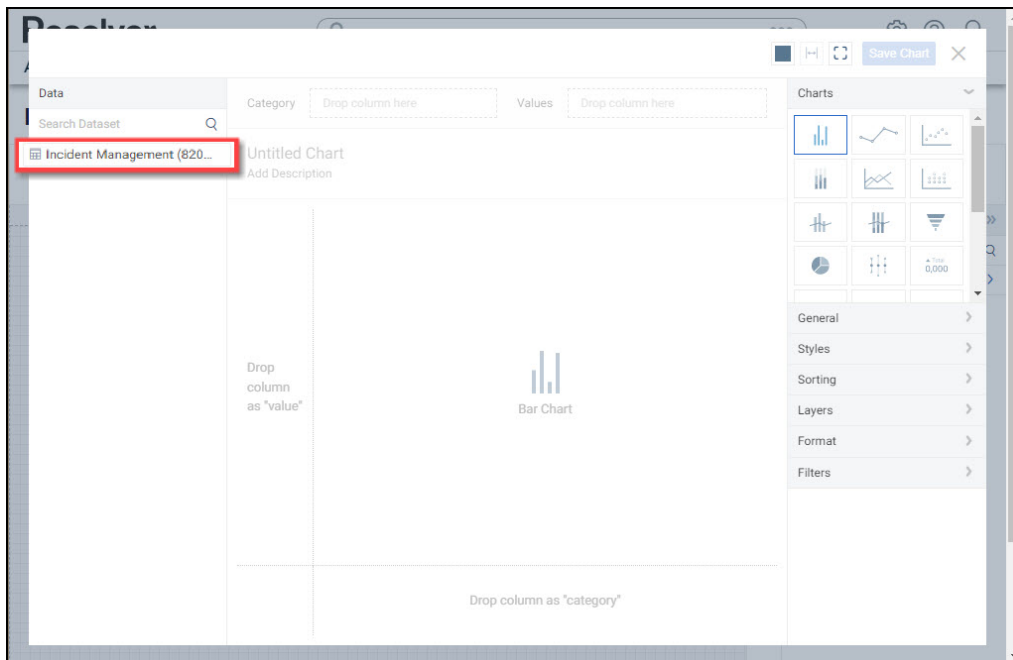 Resolver
Save Chart
Data
Search Dataset
Incident Management (820...
Category
Drop column here
Values
Drop column here
Untitled Chart
Add Description
Drop
column
as "value"
Bar Chart
Drop column as "category"
Charts
Total
0,000
General
Styles
Sorting
Layers
Format
Filters